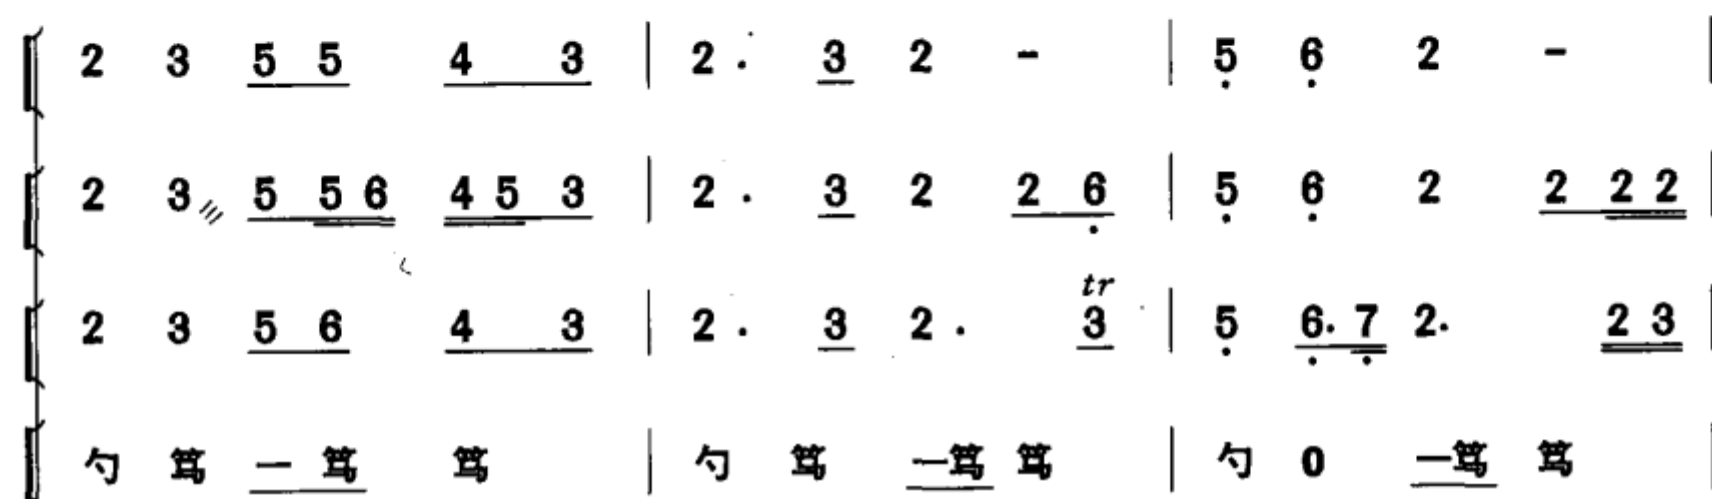 2 3 5 5 4 3 | 2 . 3 2 - | 5 6 2 - |
2 3 5 5 6 4 5 3 | 2 . 3 2 2 6 | 5 6 2 2 2 2 |
tr
2 3 5 6 4 3 | 2 . 3 2 . 3 | 5 6 . 7 2 . 2 3 |
勺 笃 一 笃 笃 | 勺 笃 一笃 笃 | 勺 0 一笃 笃 |